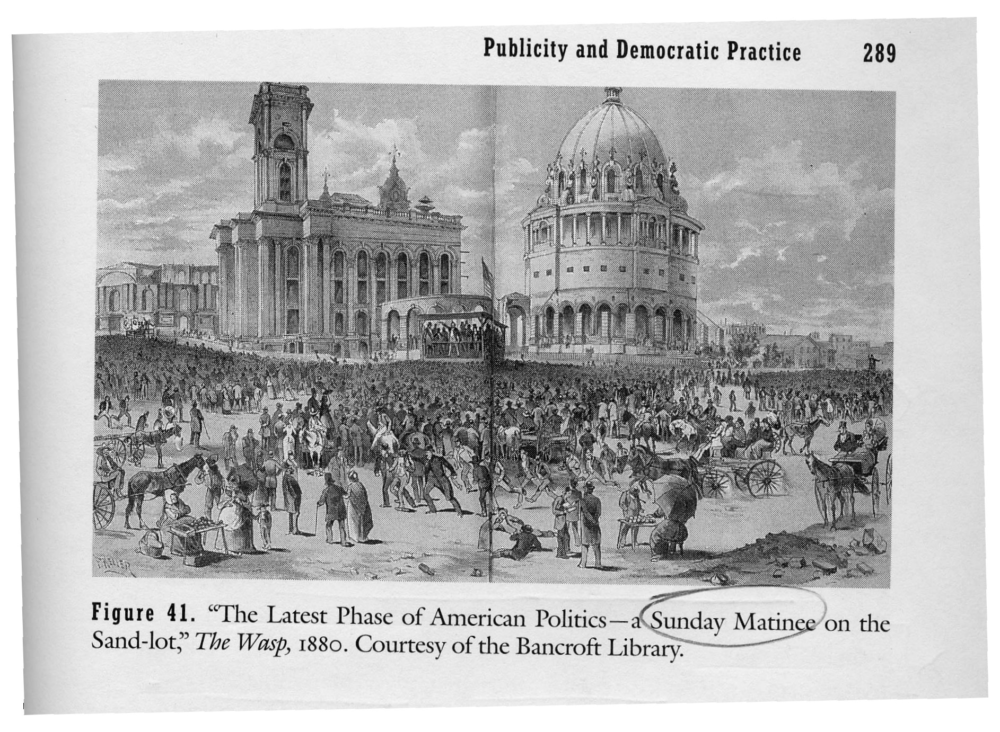 Publicity and Democratic Practice 289
Figure 41. “The Latest Phase of American Politics—a Sunday Matinee on the
Sand-lot,” The Wasp, 1880. Courtesy of the Bancroft Library.